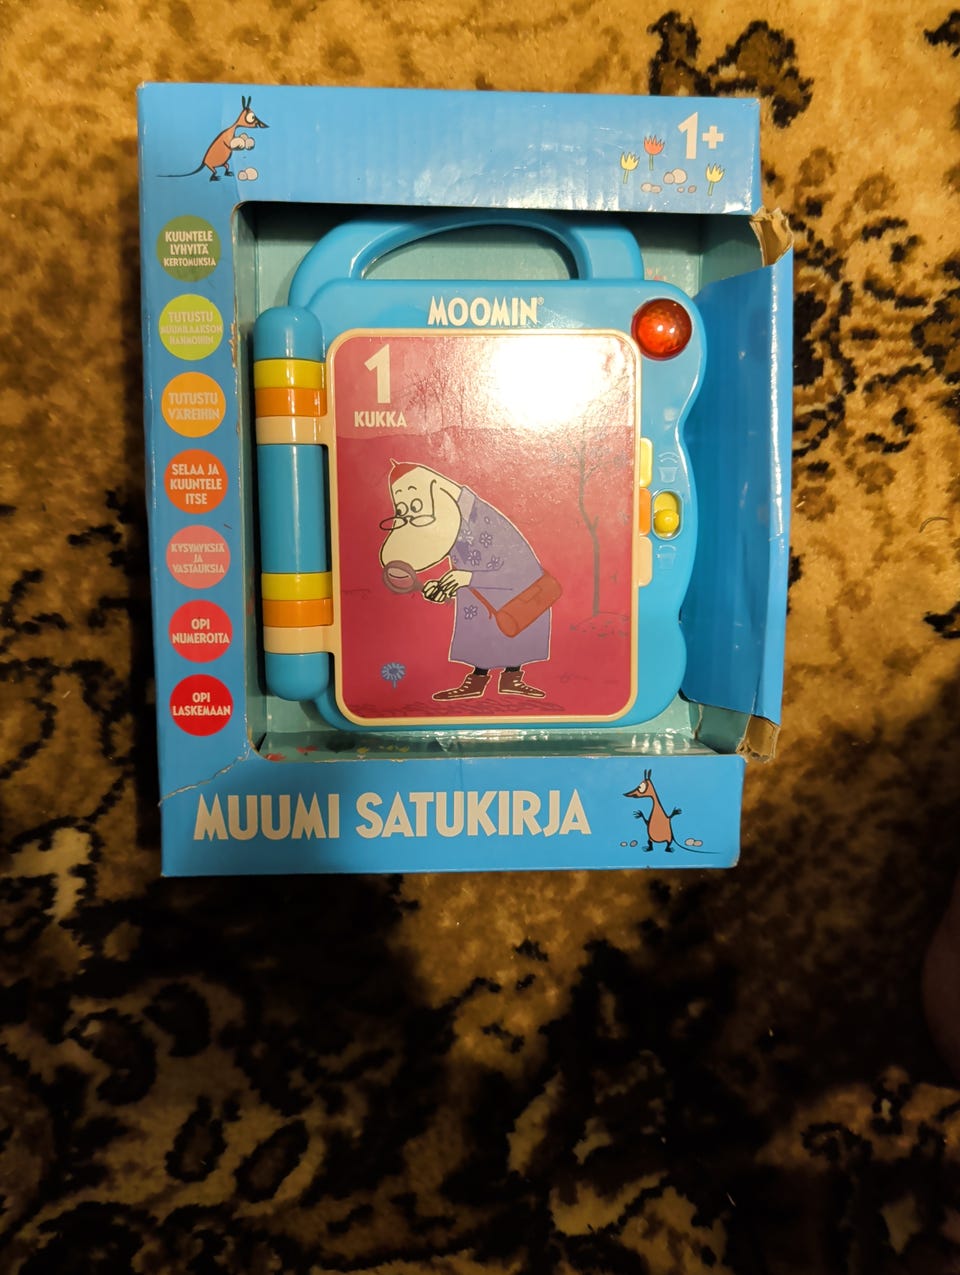 1+
KUUNTELE
LYHYITÄ
KERTOMUKSIA
TUTUSTU
MUUMILAAKSON
HAHMOIHIN
TUTUSTU
VÄREIHIN
SELAA JA
KUUNTELE
ITSE
KYSYMYKSIÄ
JA
VASTAUKSIA
OPI
NUMEROITA
OPI
LASKEMAAN
MOOMIN®
1
KUKKA
MUUMI SATUKIRJA